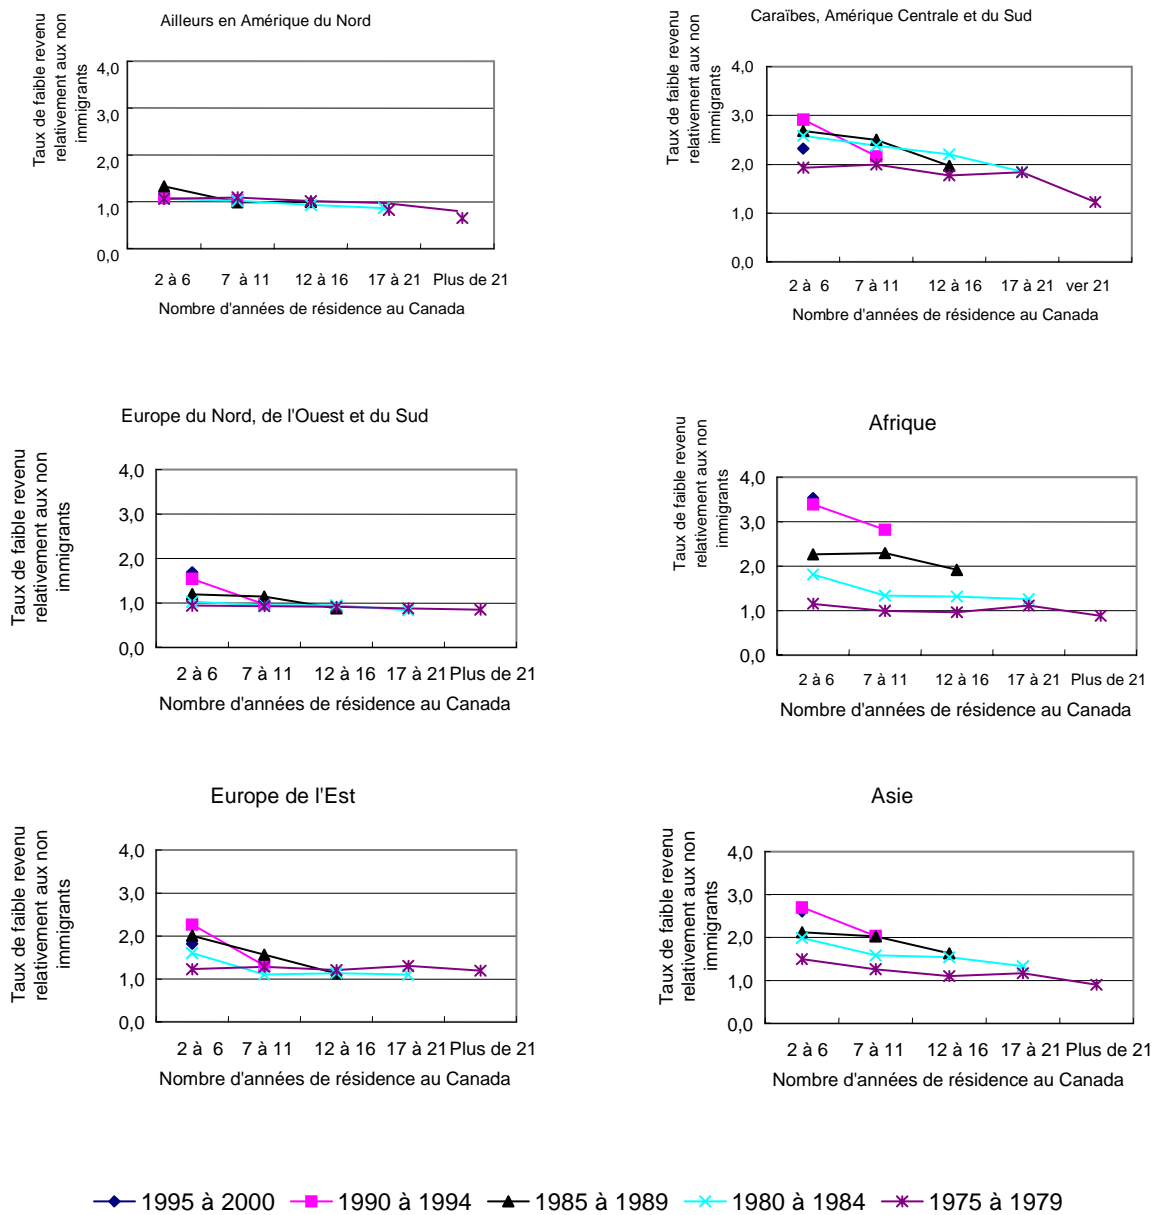 Ailleurs en Amérique du Nord
Taux de faible revenu
relativement aux non
immigrants
4,0
3,0
2,0
1,0
0,0
2 à 6 7 à 11 12 à 16 17 à 21 Plus de 21
Nombre d'années de résidence au Canada
Caraïbes, Amérique Centrale et du Sud
Taux de faible revenu
relativement aux non
immigrants
4,0
3,0
2,0
1,0
0,0
2 à 6 7 à 11 12 à 16 17 à 21 ver 21
Nombre d'années de résidence au Canada
Europe du Nord, de l'Ouest et du Sud
Taux de faible revenu
relativement aux non
immigrants
4,0
3,0
2,0
1,0
0,0
2 à 6 7 à 11 12 à 16 17 à 21 Plus de 21
Nombre d'années de résidence au Canada
Afrique
Taux de faible revenu
relativement aux non
immigrants
4,0
3,0
2,0
1,0
0,0
2 à 6 7 à 11 12 à 16 17 à 21 Plus de 21
Nombre d'années de résidence au Canada
Europe de l'Est
Taux de faible revenu
relativement aux non
immigrants
4,0
3,0
2,0
1,0
0,0
2 à 6 7 à 11 12 à 16 17 à 21 Plus de 21
Nombre d'années de résidence au Canada
Asie
Taux de faible revenu
relativement aux non
immigrants
4,0
3,0
2,0
1,0
0,0
2 à 6 7 à 11 12 à 16 17 à 21 Plus de 21
Nombre d'années de résidence au Canada
1995 à 2000 1990 à 1994 1985 à 1989 1980 à 1984 1975 à 1979